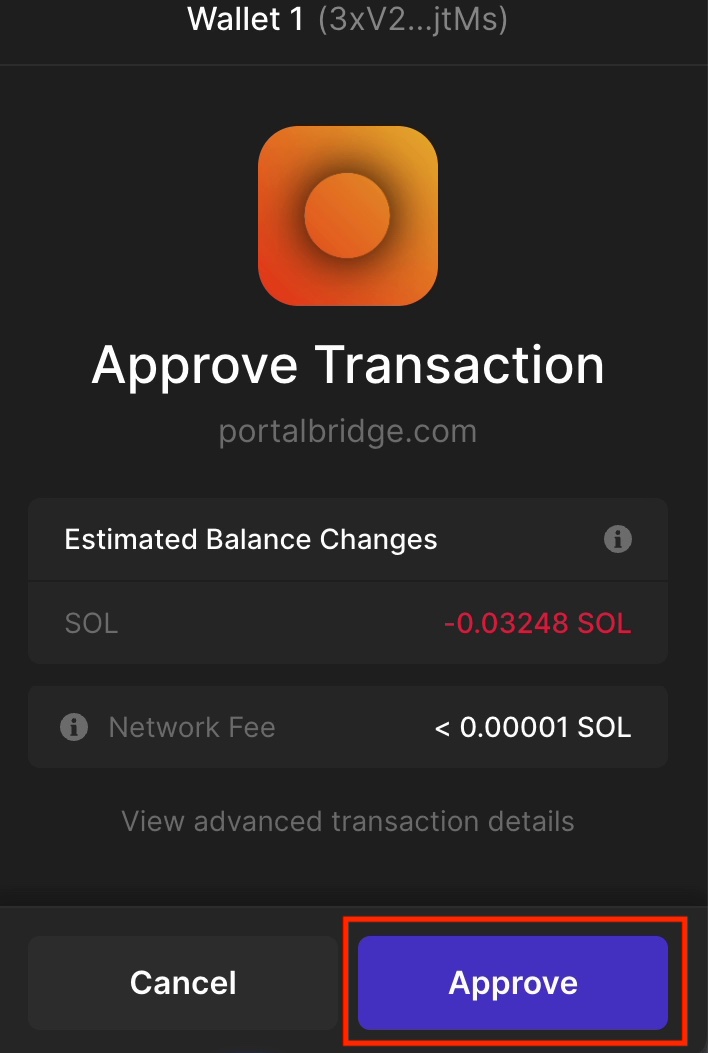 Wallet 1 (3xV2...jtMs)
Approve Transaction
portalbridge.com
Estimated Balance Changes
SOL -0.03248 SOL
Network Fee < 0.00001 SOL
View advanced transaction details
Cancel Approve